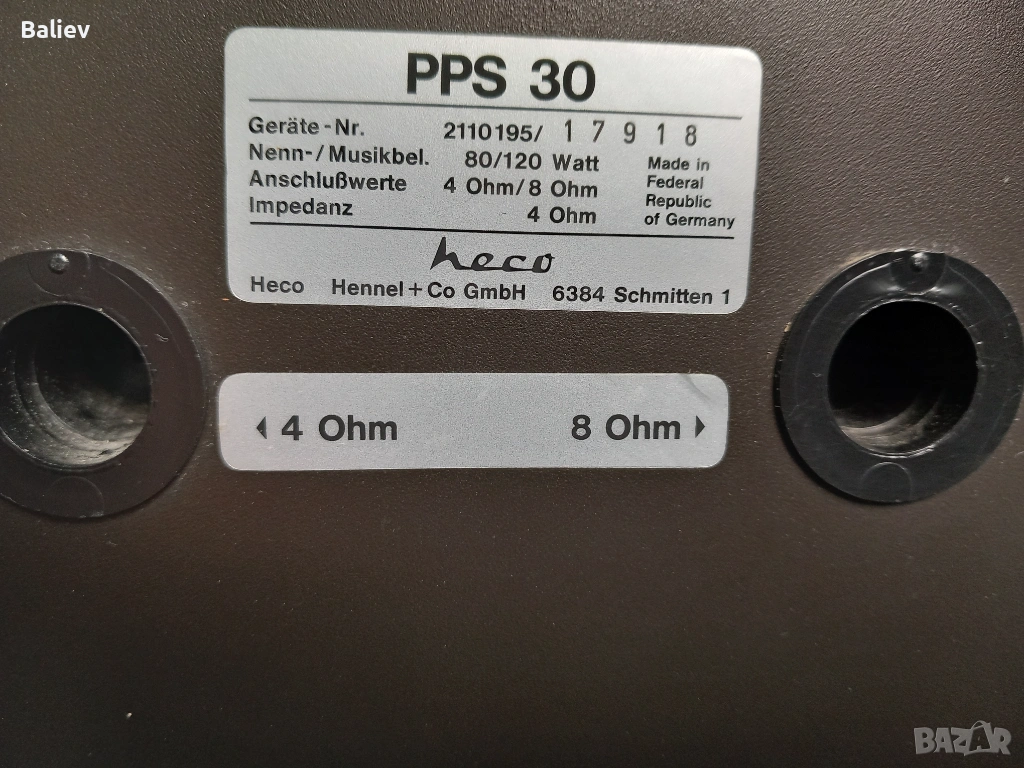 Baliev
PPS 30
Geräte-Nr. 2110195/ 17918
Nenn-/Musikbel. 80/120 Watt
Anschlußwerte 4 Ohm/8 Ohm
Impedanz 4 Ohm
Made in
Federal
Republic
of Germany
heco
Heco Hennel+Co GmbH 6384 Schmitten 1
4 Ohm 8 Ohm
BAZAR